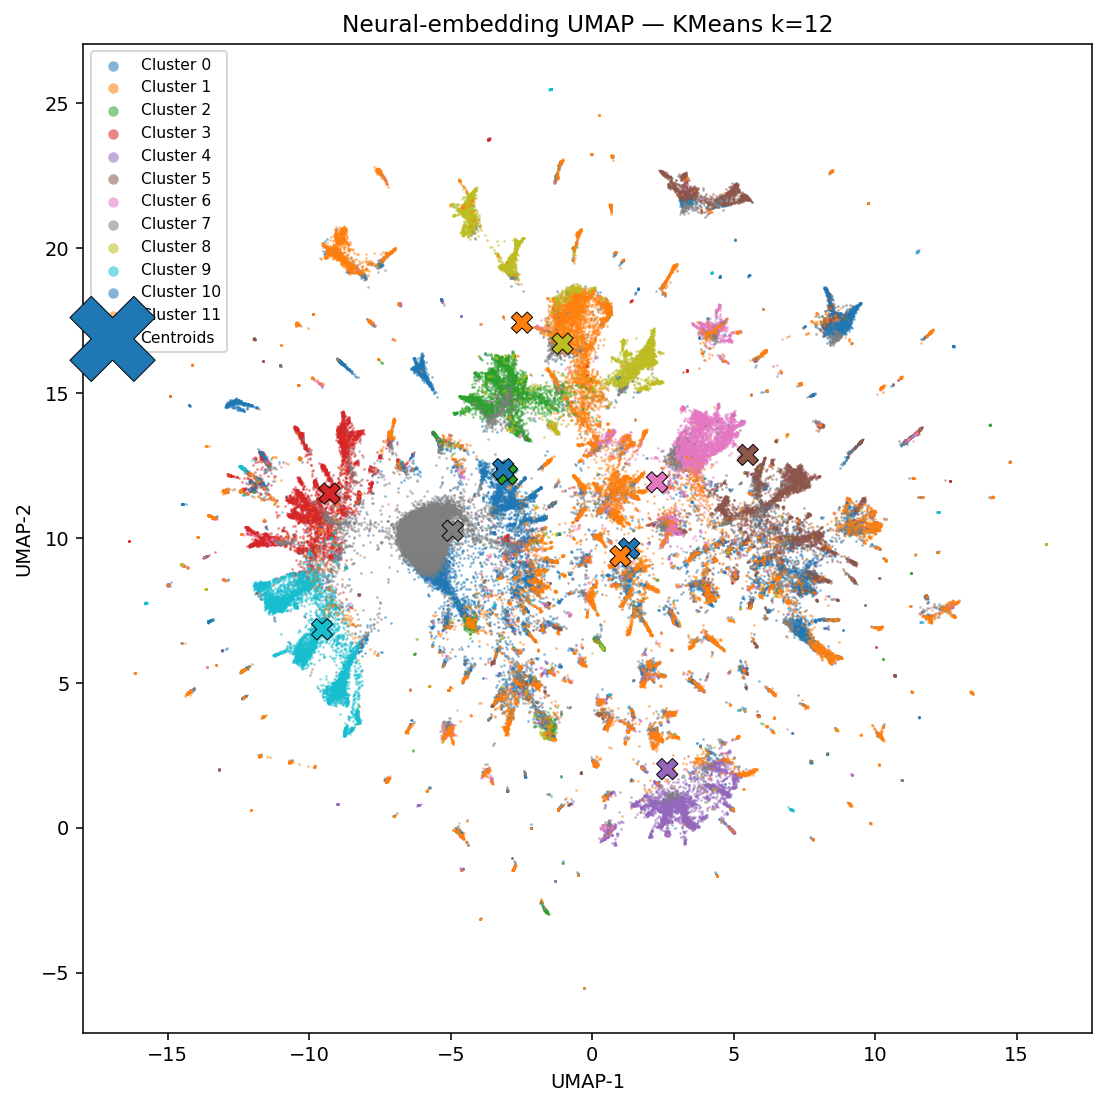 Neural-embedding UMAP — KMeans k=12
Cluster 0
Cluster 1
Cluster 2
Cluster 3
Cluster 4
Cluster 5
Cluster 6
Cluster 7
Cluster 8
Cluster 9
Cluster 10
Cluster 11
Centroids
UMAP-2
25
20
15
10
5
0
−5
−15
−10
−5
0
5
10
15
UMAP-1